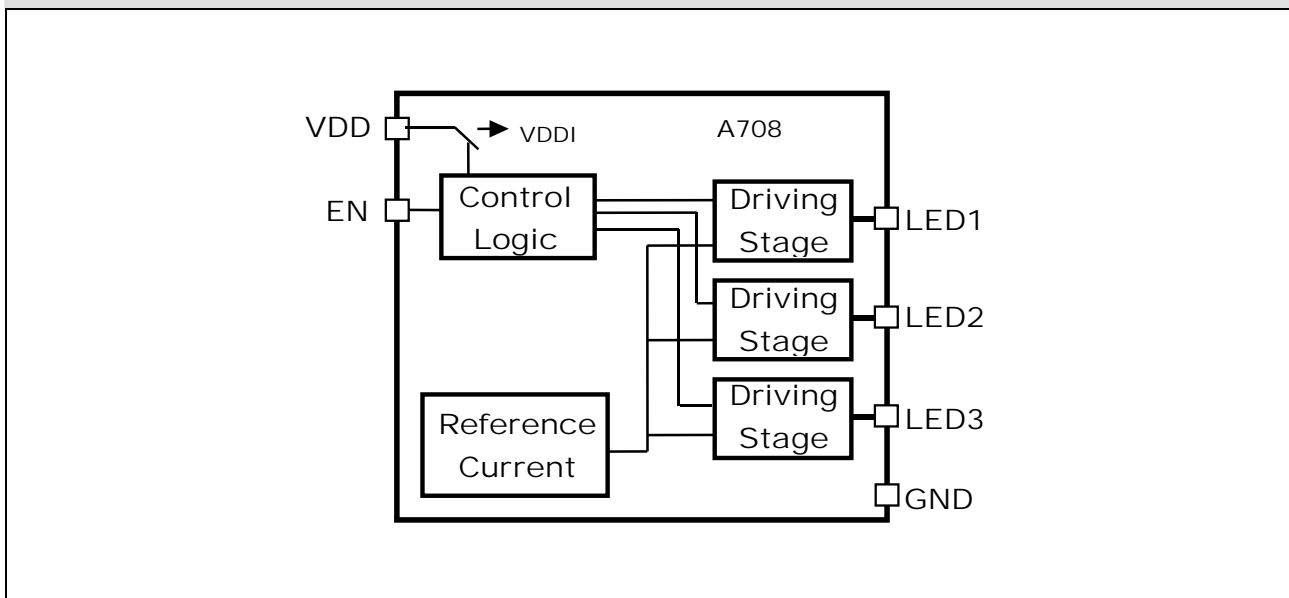 VDD
VDDI
A708
EN
Control
Logic
Driving
Stage
LED1
Driving
Stage
LED2
Driving
Stage
LED3
Reference
Current
GND